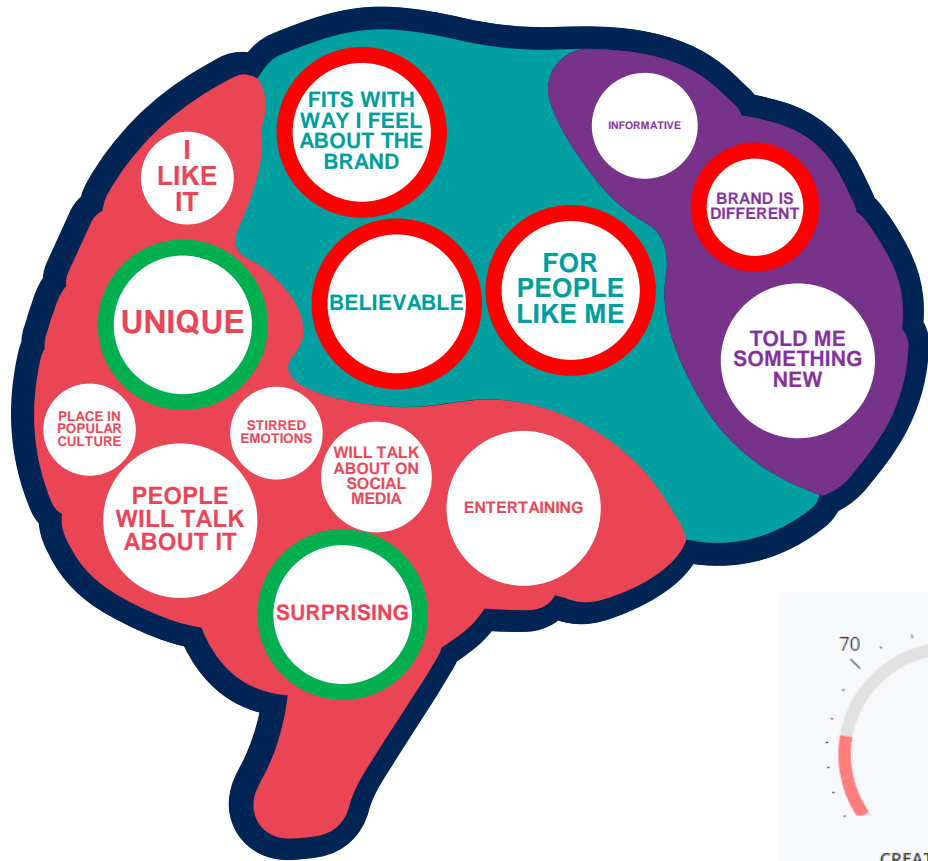 FITS WITH
WAY I FEEL
ABOUT THE
BRAND
INFORMATIVE
I
LIKE
IT
BRAND IS
DIFFERENT
UNIQUE
BELIEVABLE
FOR
PEOPLE
LIKE ME
TOLD ME
SOMETHING
NEW
PLACE IN
POPULAR
CULTURE
STIRRED
EMOTIONS
WILL TALK
ABOUT ON
SOCIAL
MEDIA
PEOPLE
WILL TALK
ABOUT IT
ENTERTAINING
SURPRISING
70